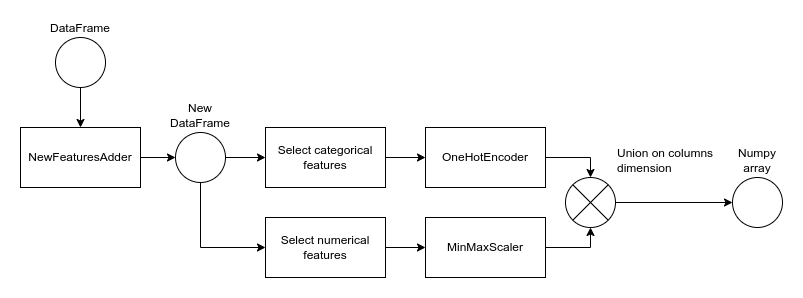 DataFrame
New
DataFrame
NewFeaturesAdder
Select categorical
features
OneHotEncoder
Union on columns
dimension
Numpy
array
Select numerical
features
MinMaxScaler